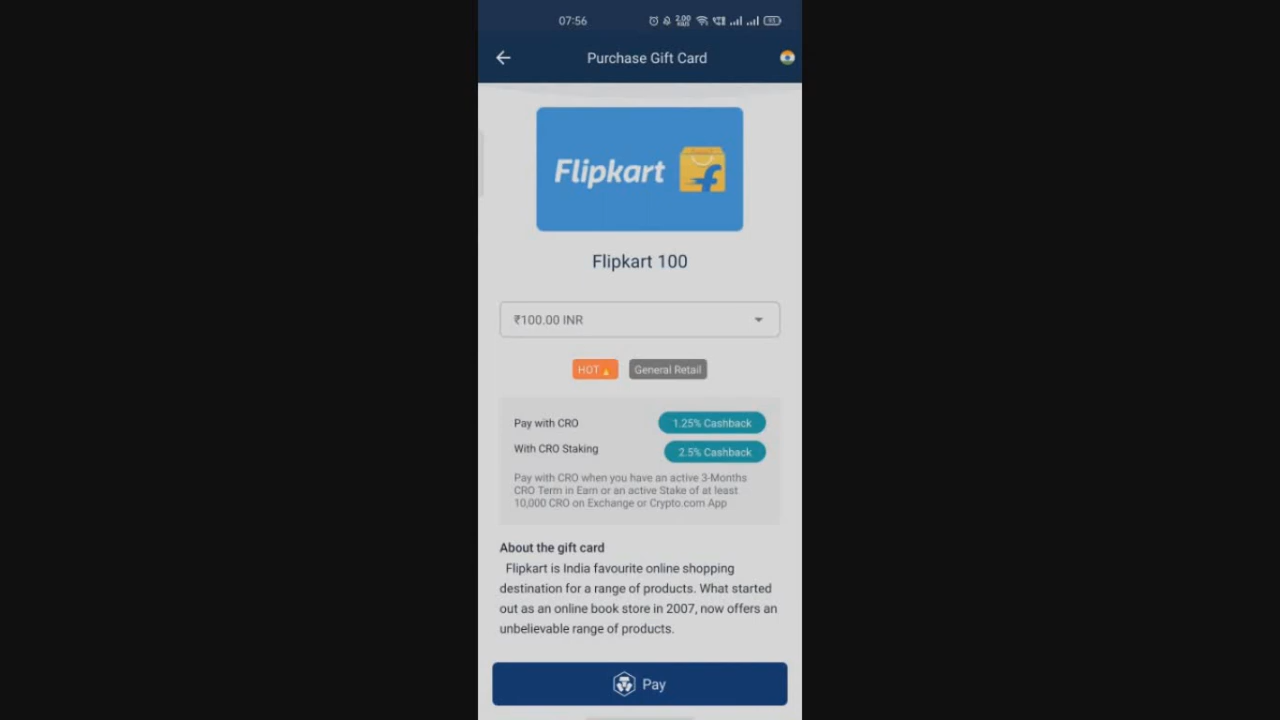 07:56
Purchase Gift Card
Flipkart
Flipkart 100
₹100.00 INR
HOT🔥 General Retail
Pay with CRO 1.25% Cashback
With CRO Staking 2.5% Cashback
Pay with CRO when you have an active 3-Months
CRO Term in Earn or an active Stake of at least
10,000 CRO on Exchange or Crypto.com App
About the gift card
Flipkart is India favourite online shopping
destination for a range of products. What started
out as an online book store in 2007, now offers an
unbelievable range of products.
Pay